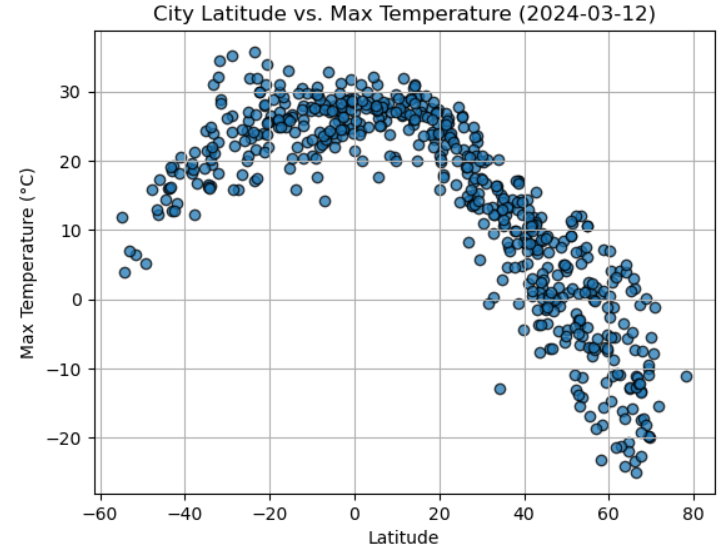 City Latitude vs. Max Temperature (2024-03-12)
Max Temperature (°C)
30
20
10
0
−10
−20
−60 −40 −20 0 20 40 60 80
Latitude